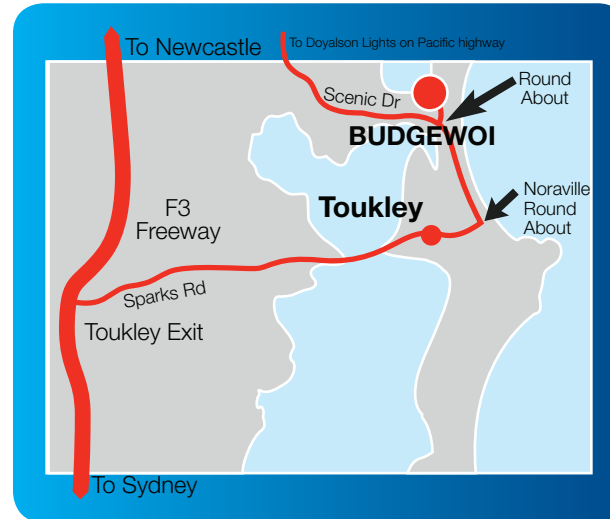 To Newcastle
To Doyalson Lights on Pacific highway
Scenic Dr
Round
About
BUDGEWOI
Toukley
Noraville
Round
About
F3
Freeway
Sparks Rd
Toukley Exit
To Sydney